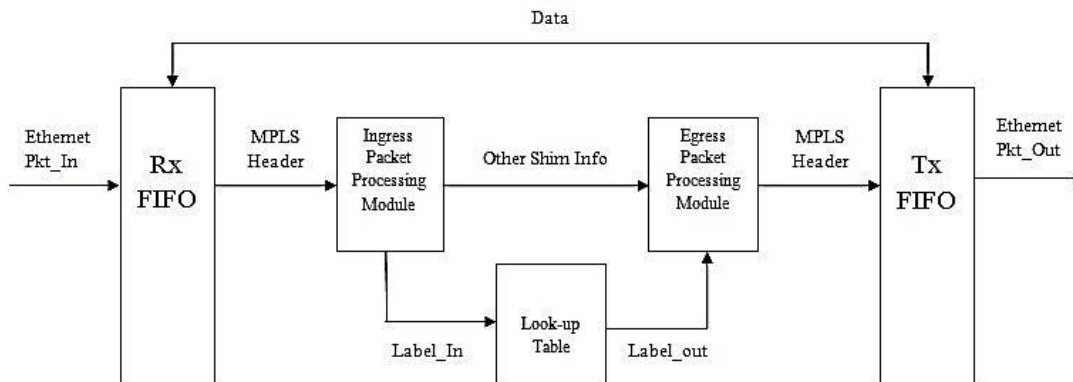 Data
Ethernet
Pkt_In
Rx
FIFO
MPLS
Header
Ingress
Packet
Processing
Module
Other Shim Info
Egress
Packet
Processing
Module
MPLS
Header
Tx
FIFO
Ethernet
Pkt_Out
Label_In
Look-up
Table
Label_out